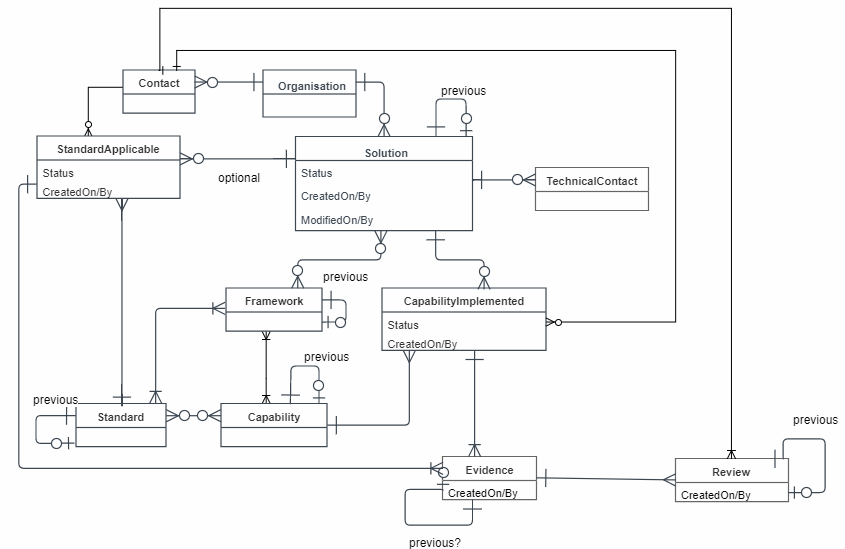 Contact
Organisation
previous
StandardApplicable
Status
CreatedOn/By
optional
Solution
Status
CreatedOn/By
ModifiedOn/By
TechnicalContact
previous
Framework
CapabilityImplemented
Status
CreatedOn/By
previous
previous
Standard
Capability
previous
Evidence
CreatedOn/By
Review
CreatedOn/By
previous?